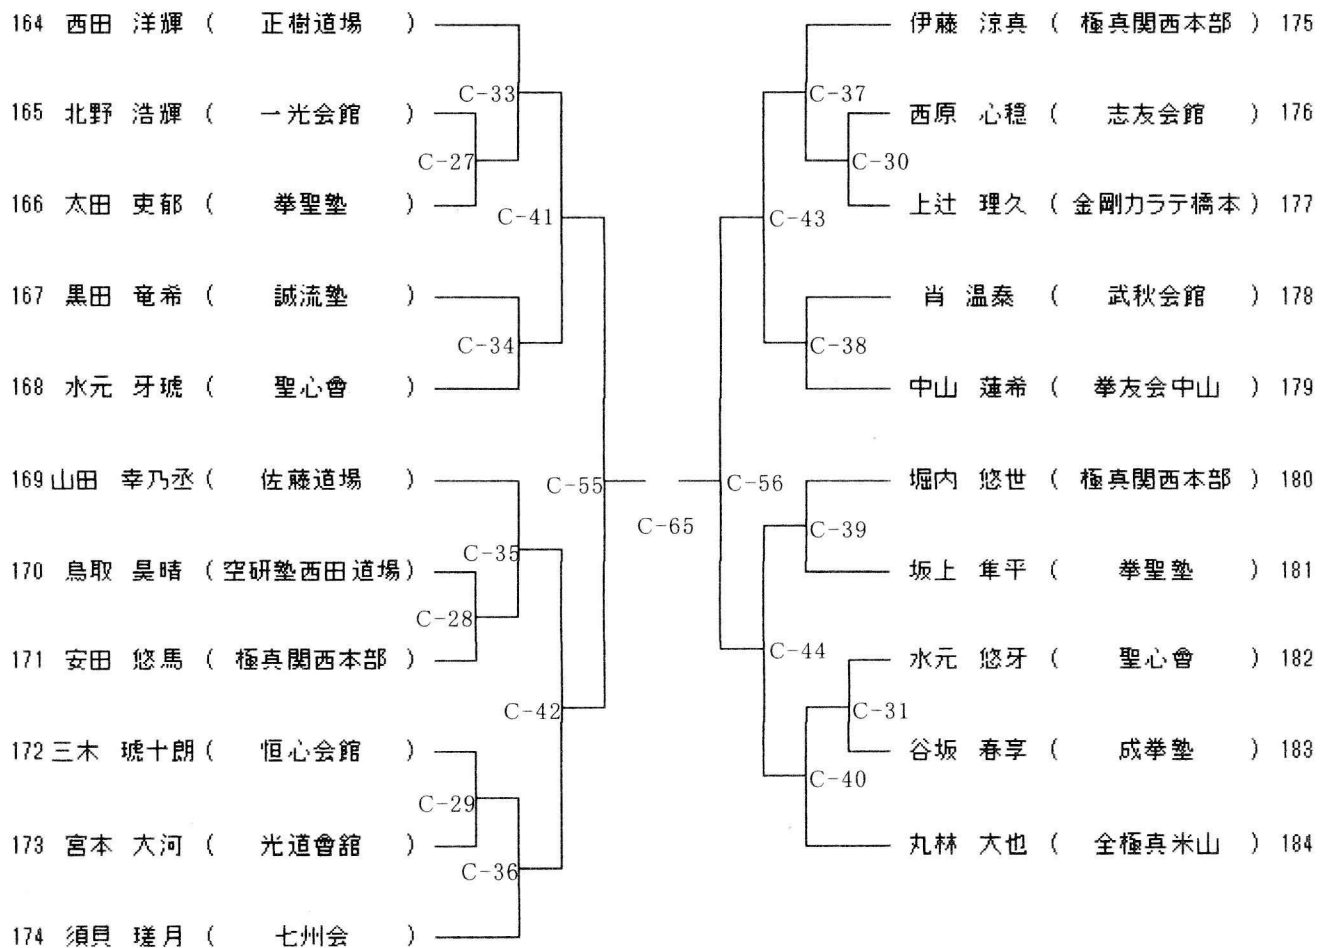 164 西田 洋輝 ( 正樹道場 )
165 北野 浩輝 ( 一光会館 )
166 太田 吏郁 ( 拳聖塾 )
167 黒田 竜希 ( 誠流塾 )
168 水元 牙琥 ( 聖心會 )
169 山田 幸乃丞 ( 佐藤道場 )
170 鳥取 昊晴 ( 空研塾西田道場 )
171 安田 悠馬 ( 極真関西本部 )
172 三木 琥十朗 ( 恒心会館 )
173 宮本 大河 ( 光道會舘 )
174 須貝 瑳月 ( 七州会 )
C-33
C-27
C-41
C-34
C-55
C-35
C-28
C-42
C-29
C-36
C-65
C-37
C-30
C-43
C-38
C-56
C-39
C-44
C-31
C-40
伊藤 涼真 ( 極真関西本部 ) 175
西原 心穏 ( 志友会館 ) 176
上辻 理久 ( 金剛カラテ橋本 ) 177
肖 温泰 ( 武秋会館 ) 178
中山 蓮希 ( 拳友会中山 ) 179
堀内 悠世 ( 極真関西本部 ) 180
坂上 隼平 ( 拳聖塾 ) 181
水元 悠牙 ( 聖心會 ) 182
谷坂 春享 ( 成拳塾 ) 183
丸林 大也 ( 全極真米山 ) 184